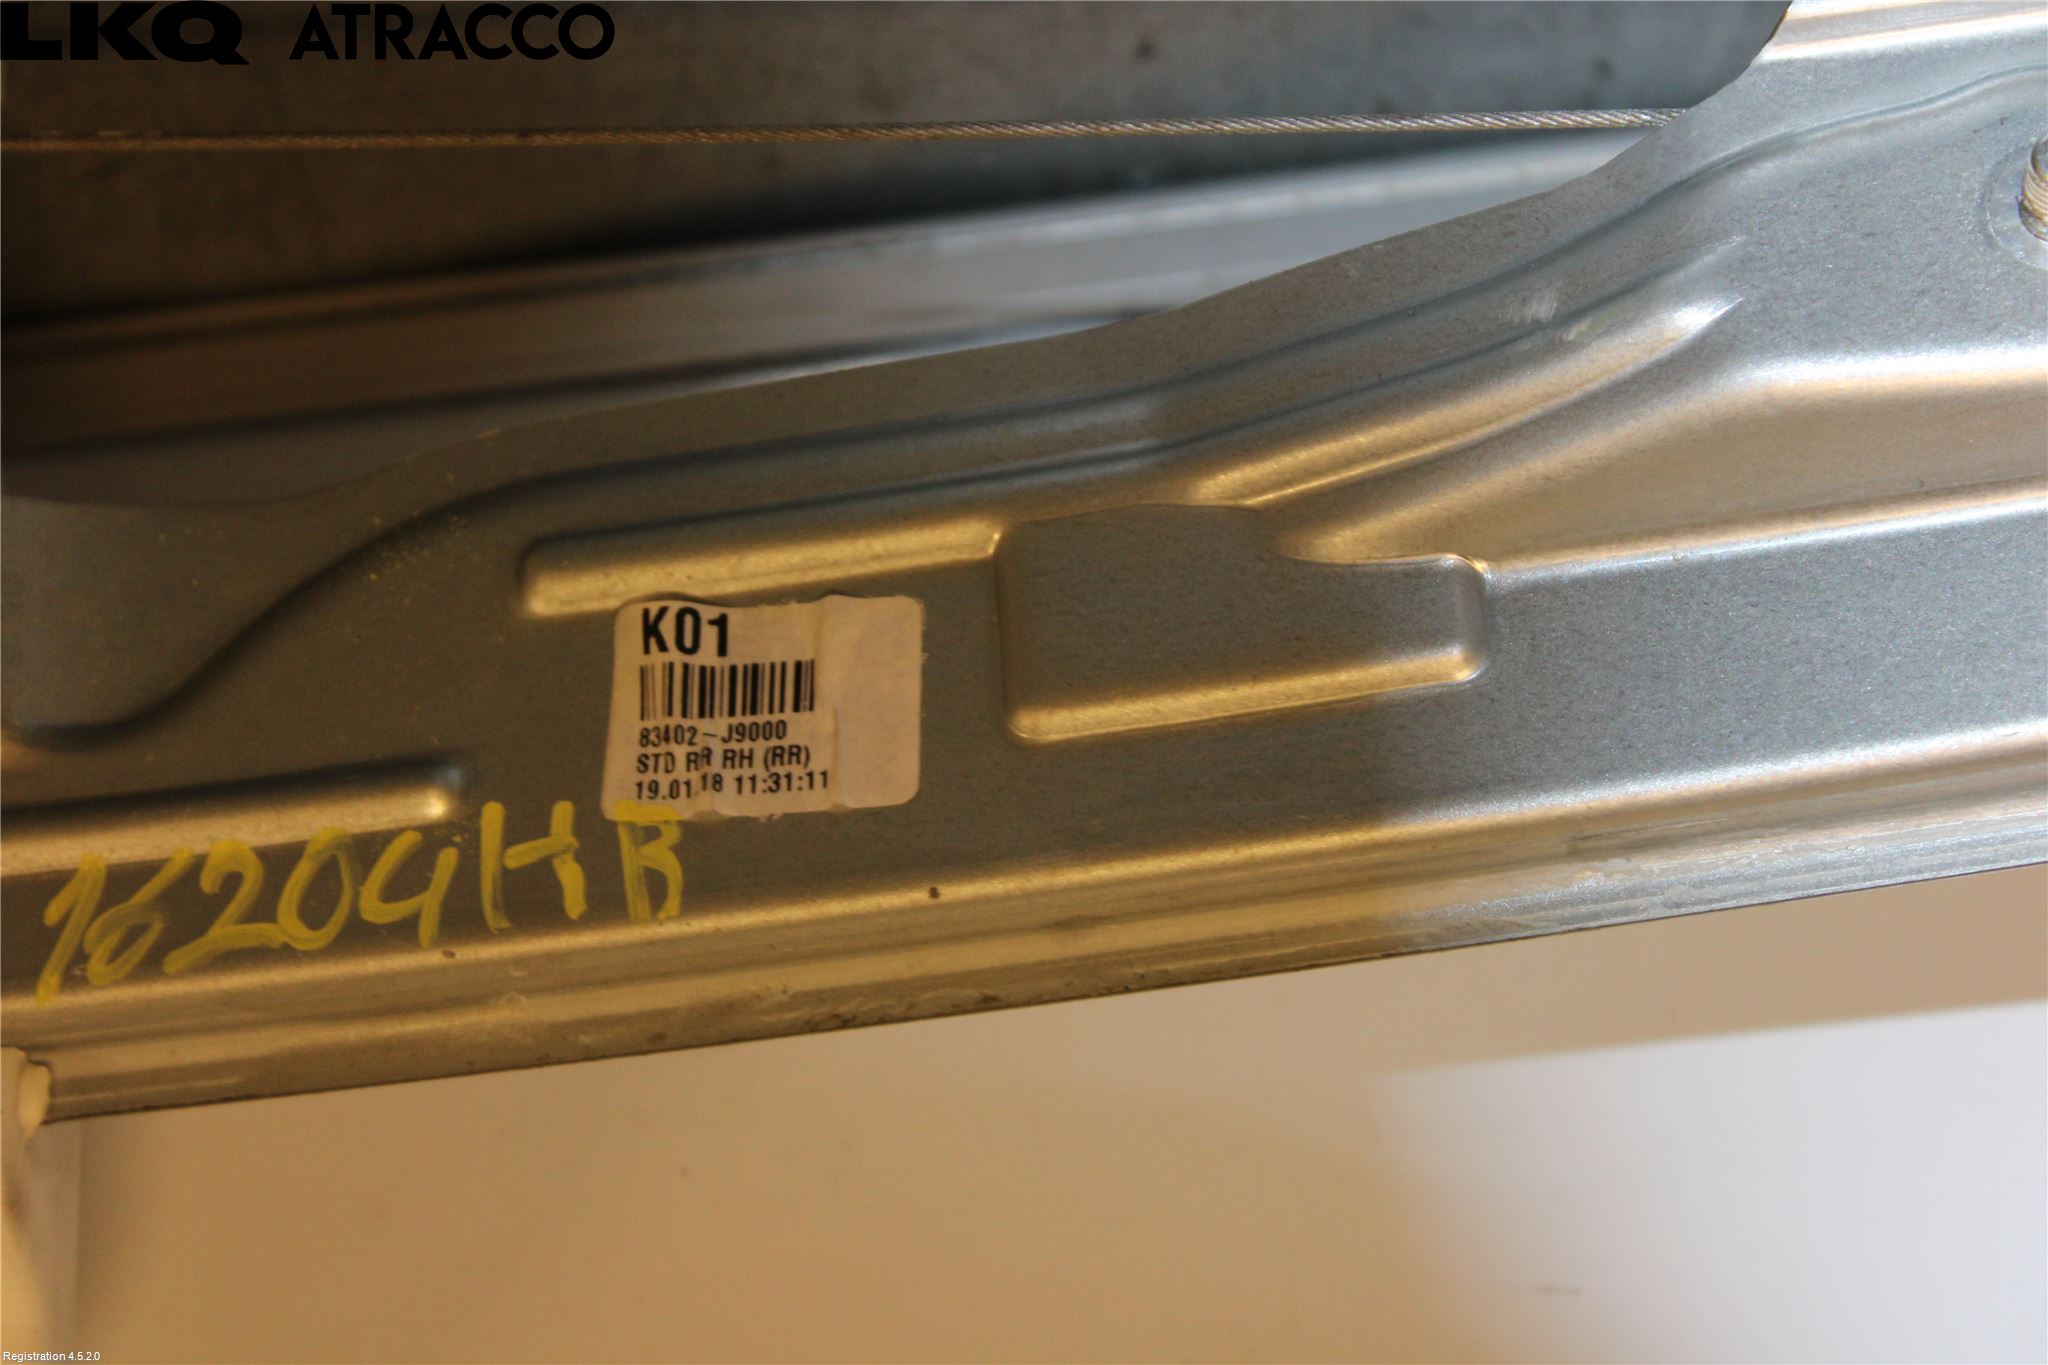 LKQ ATRACCO
K01
83402-J9000
STD RR RH (RR)
19.01.18 11:31:11
16204HB
Registration 4.5.2.0